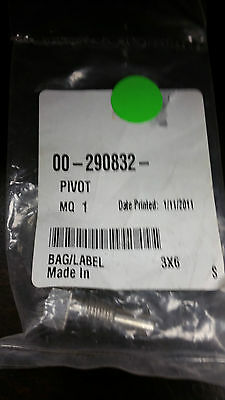 00-290832-
PIVOT
MQ 1 Date Printed: 1/11/2011
BAG/LABEL 3X6
Made In S